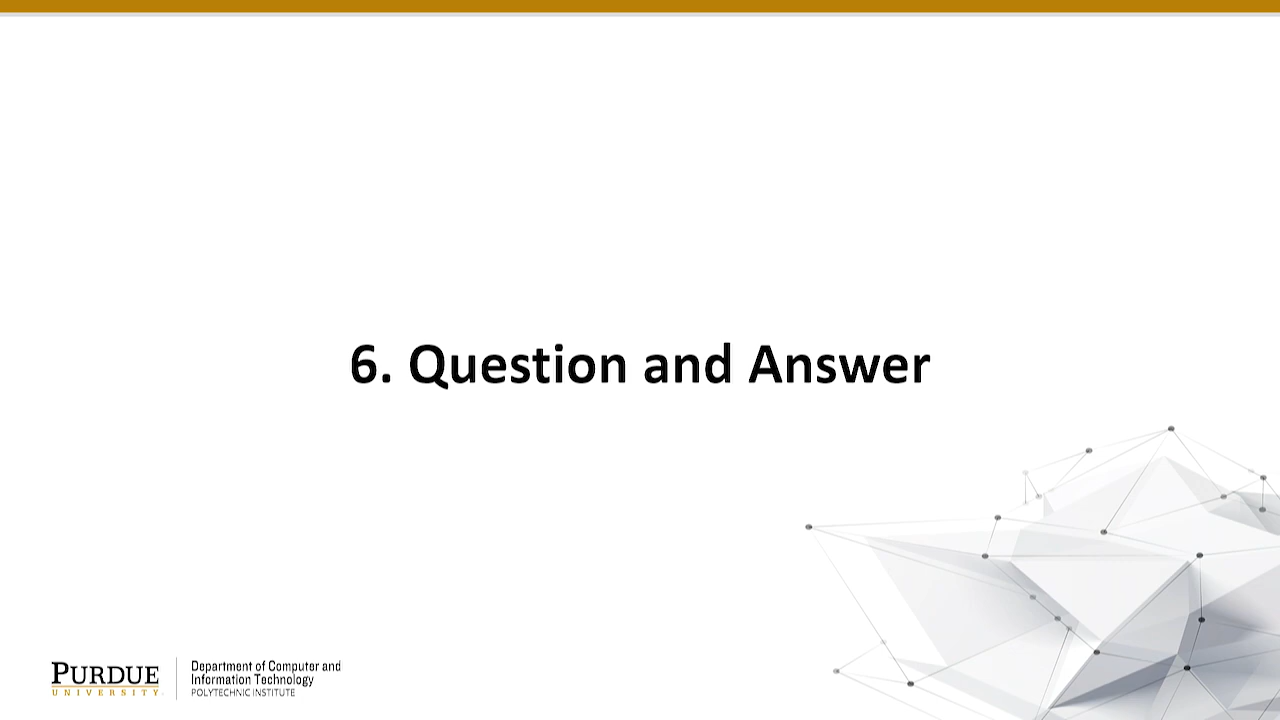 6. Question and Answer
PURDUE
UNIVERSITY
Department of Computer and
Information Technology
POLYTECHNIC INSTITUTE